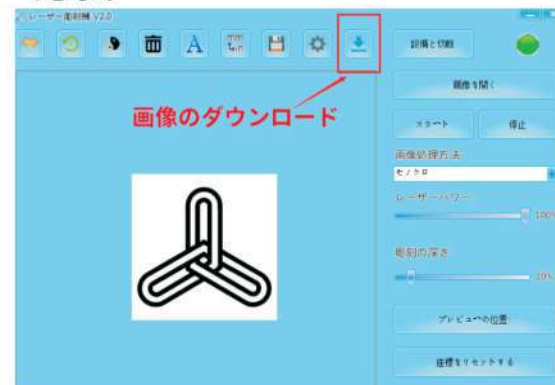 レーザー彫刻機 V2.0
A
設備と切断
画像を開く
画像のダウンロード
スタート
停止
画像処理方法
モノクロ
レーザーパワー
100%
彫刻の深さ
10%
プレビューの位置
座標をリセットする